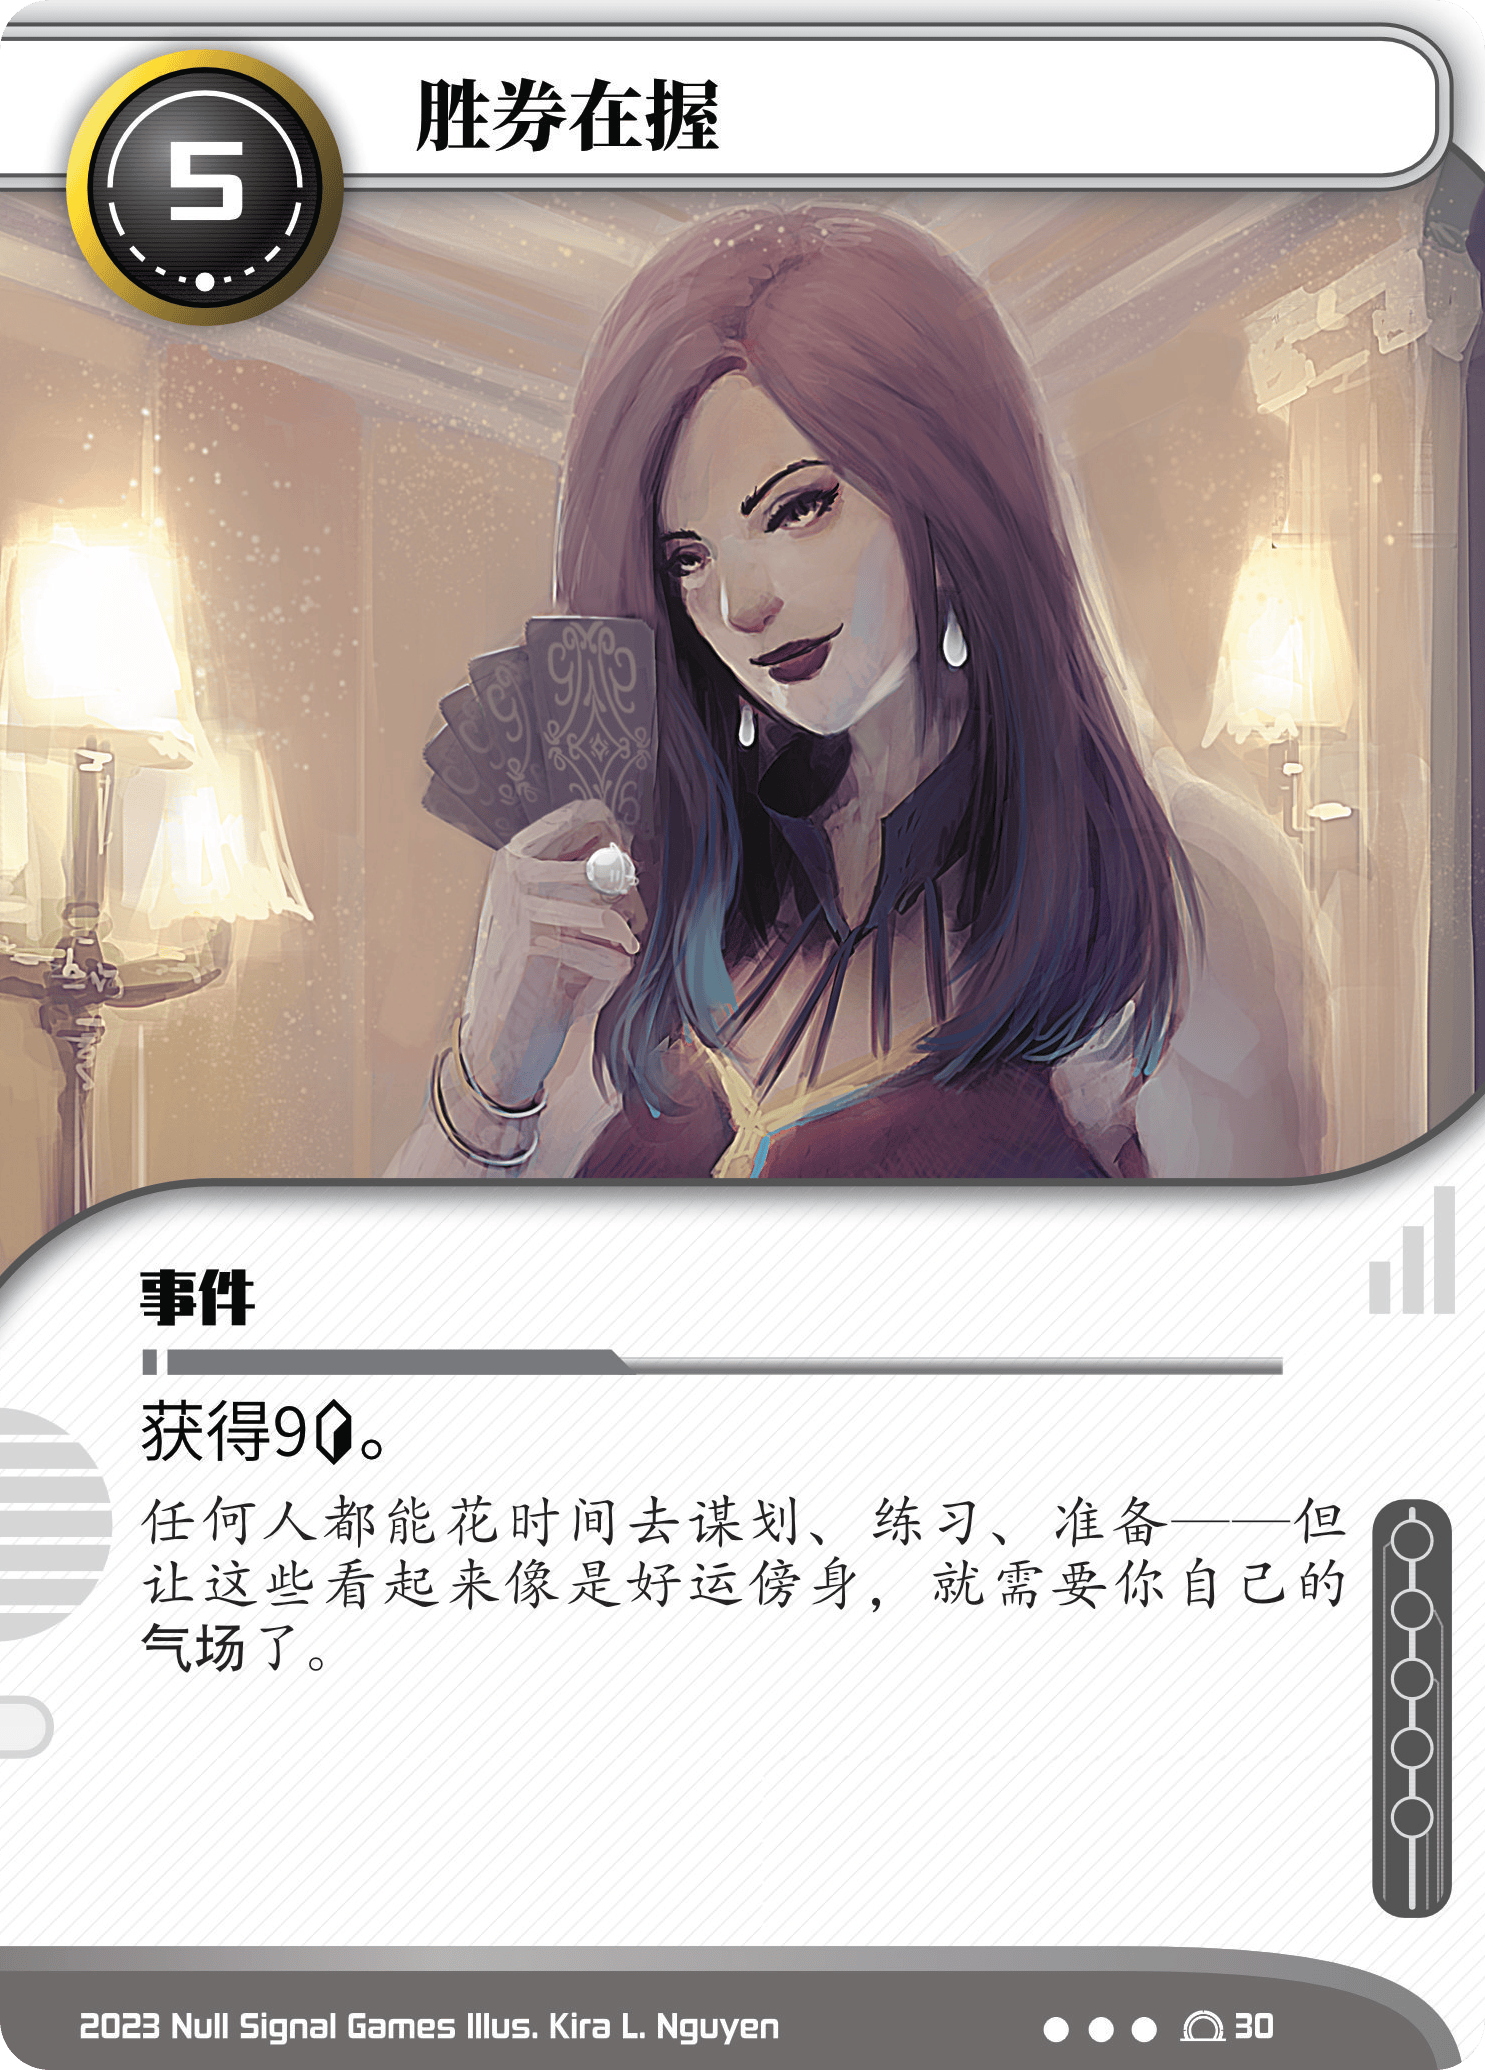 5
胜券在握
事件
获得9。
任何人都能花时间去谋划、练习、准备——但
让这些看起来像是好运傍身，就需要你自己的
气场了。
2023 Null Signal Games Illus. Kira L. Nguyen
30